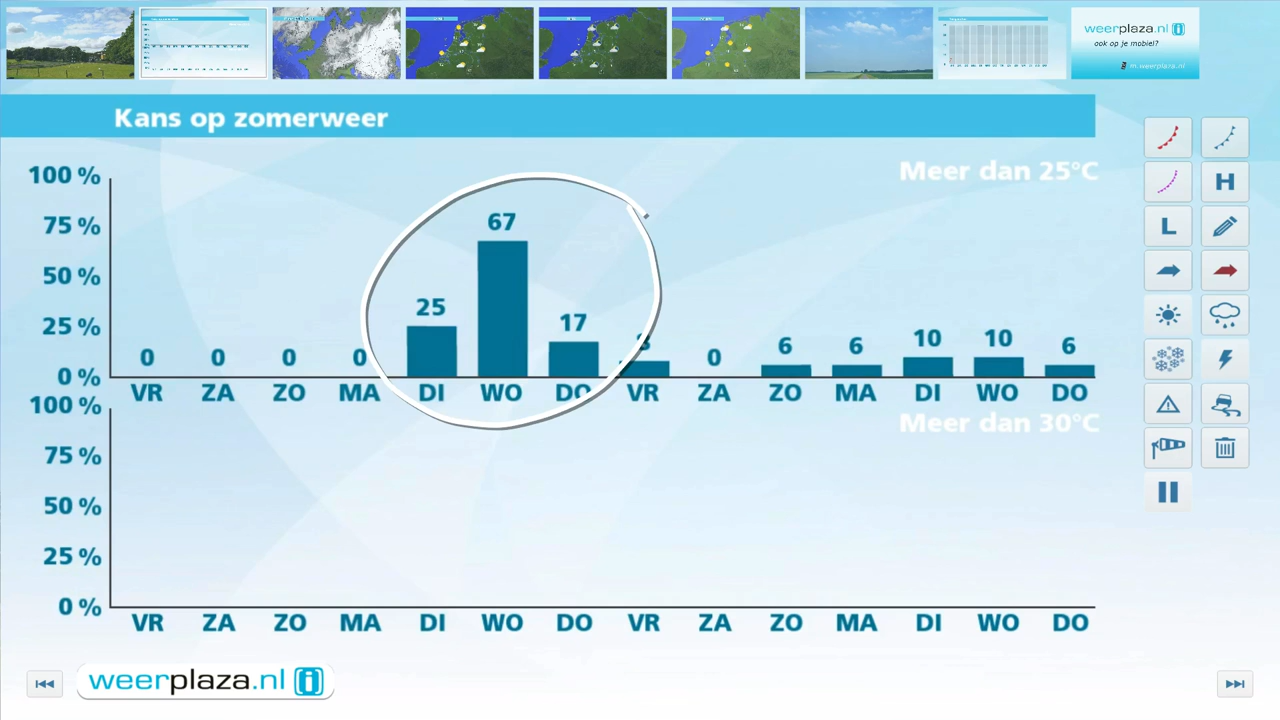 weerplaza.nl
ook op je mobiel?
m.weerplaza.nl
Kans op zomerweer
Meer dan 25°C
100 %
75 %
50 %
25 %
0 %
0 0 0 0 25 67 17 8 0 6 6 10 10 6
VR ZA ZO MA DI WO DO VR ZA ZO MA DI WO DO
Meer dan 30°C
100 %
75 %
50 %
25 %
0 %
VR ZA ZO MA DI WO DO VR ZA ZO MA DI WO DO
H
L
weerplaza.nl